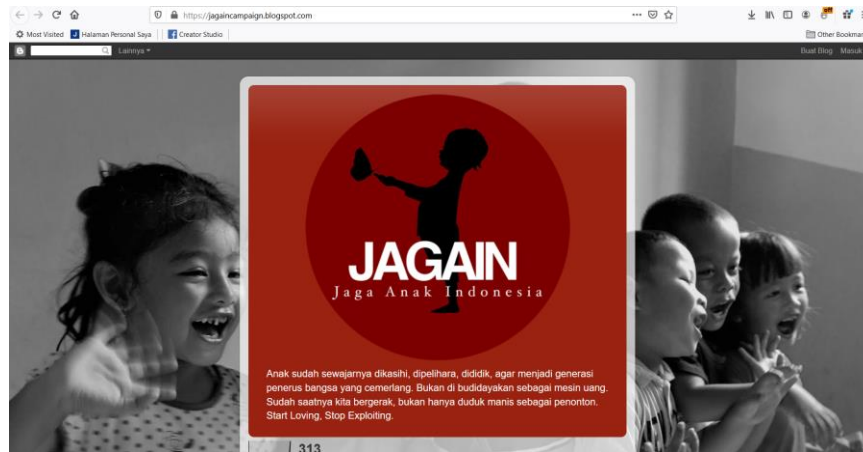 https://jagaincampaign.blogspot.com
off
Most Visited Halaman Personal Saya Creator Studio Other Bookmar
Lainnya Buat Blog Masuk
JAGAIN
Jaga Anak Indonesia
Anak sudah sewajarnya dikasihi, dipelihara, dididik, agar menjadi generasi
penerus bangsa yang cemerlang. Bukan di budidayakan sebagai mesin uang.
Sudah saatnya kita bergerak, bukan hanya duduk manis sebagai penonton.
Start Loving, Stop Exploiting.
313